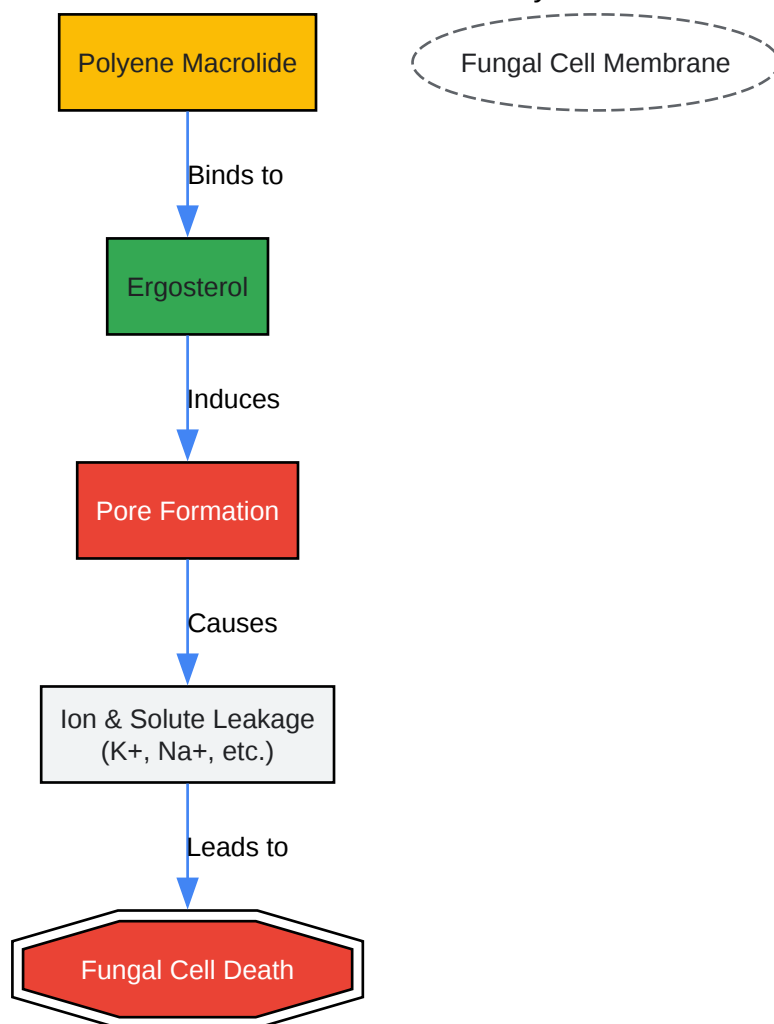 Polyene Macrolide
Fungal Cell Membrane
Binds to
Ergosterol
Induces
Pore Formation
Causes
Ion & Solute Leakage
(K+, Na+, etc.)
Leads to
Fungal Cell Death